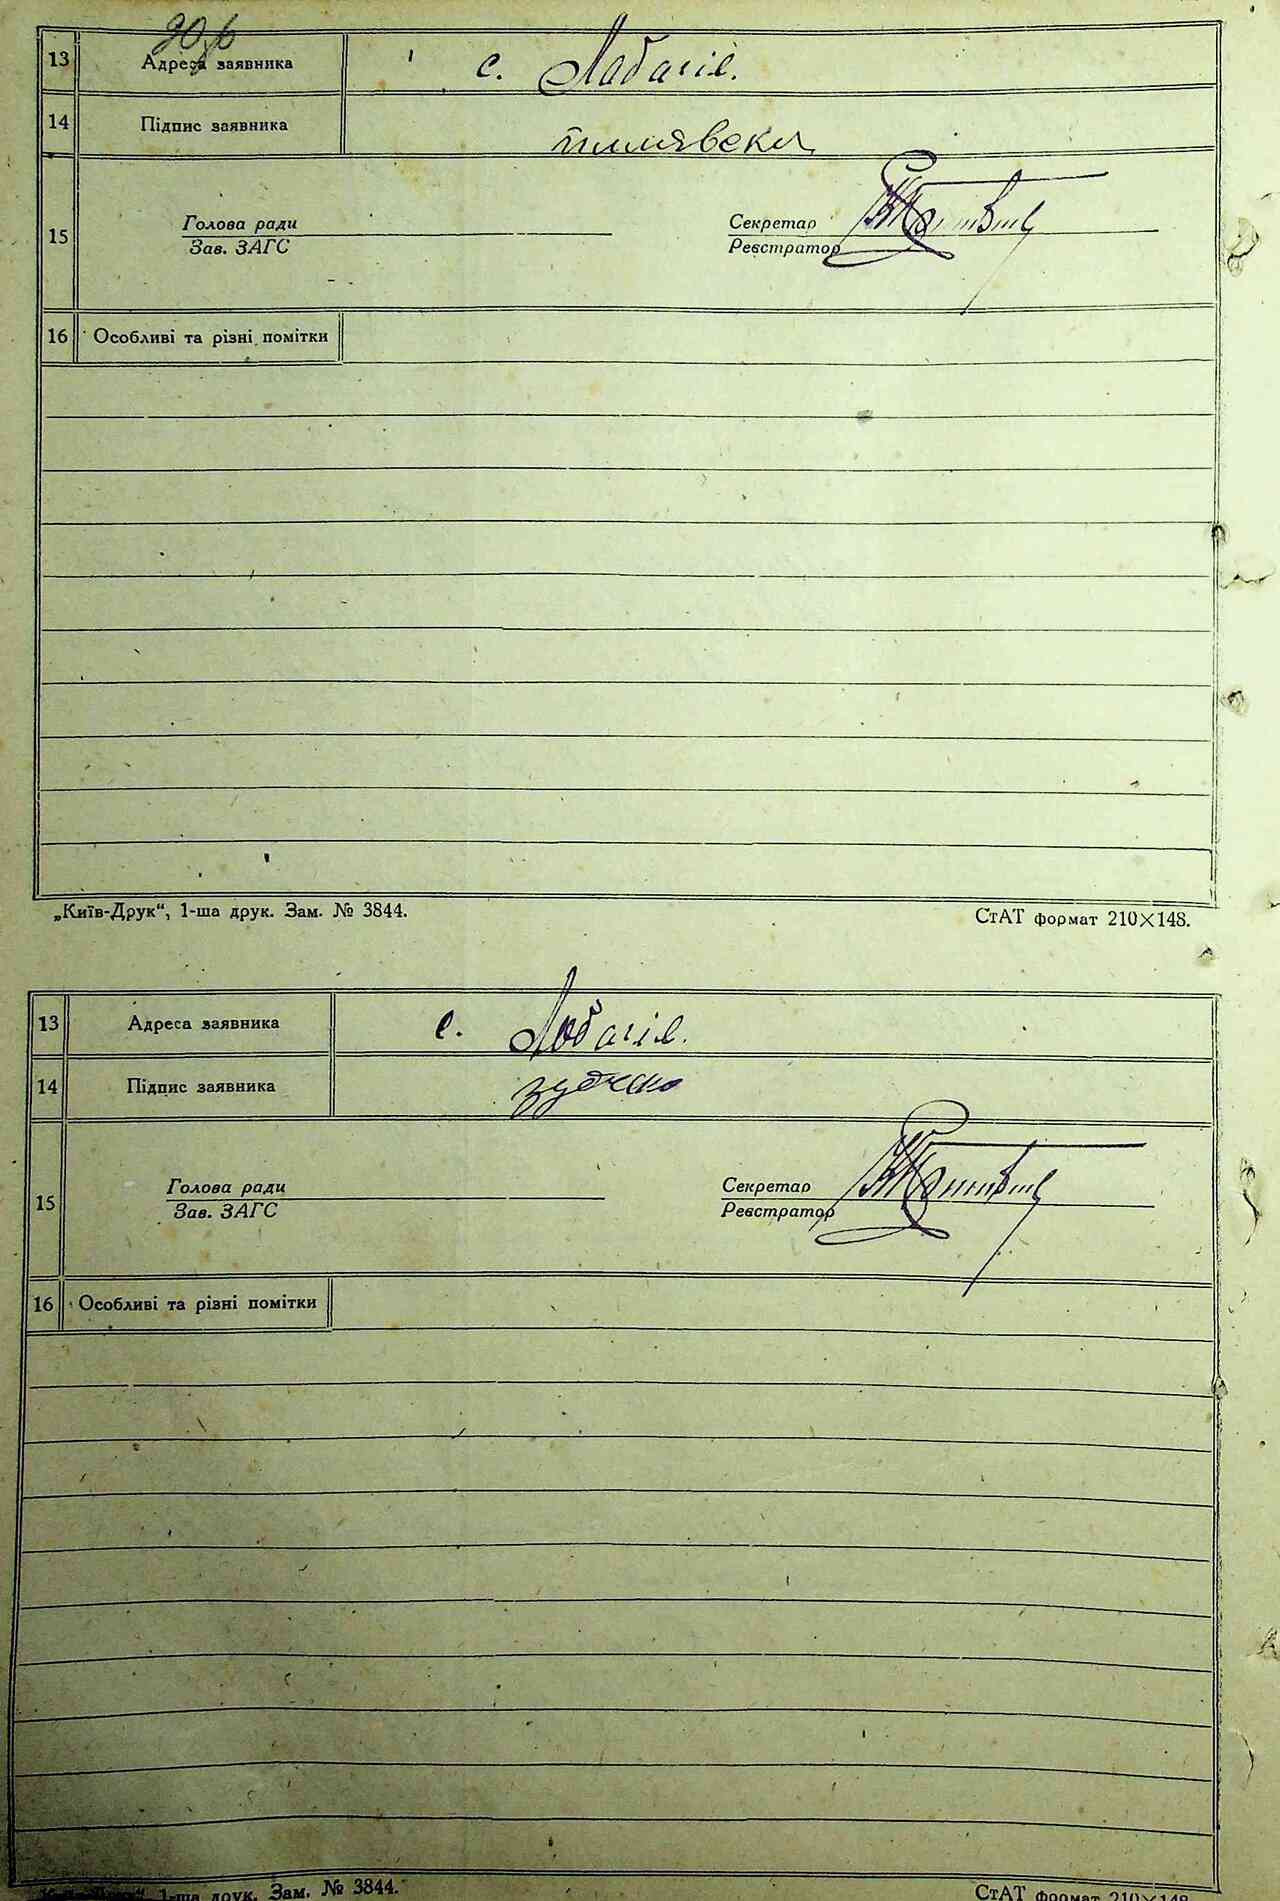 13 Адреса заявника с. Лобачів.
14 Підпис заявника
15 Голова ради Секретар
Зав. ЗАГС Реєстратор
16 Особливі та різні помітки
„Київ-Друк“, 1-ша друк. Зам. № 3844. СтАТ формат 210×148.
13 Адреса заявника с. Лобачів.
14 Підпис заявника
15 Голова ради Секретар
Зав. ЗАГС Реєстратор
16 Особливі та різні помітки
1-ша друк. Зам. № 3844. СтАТ формат 210×148